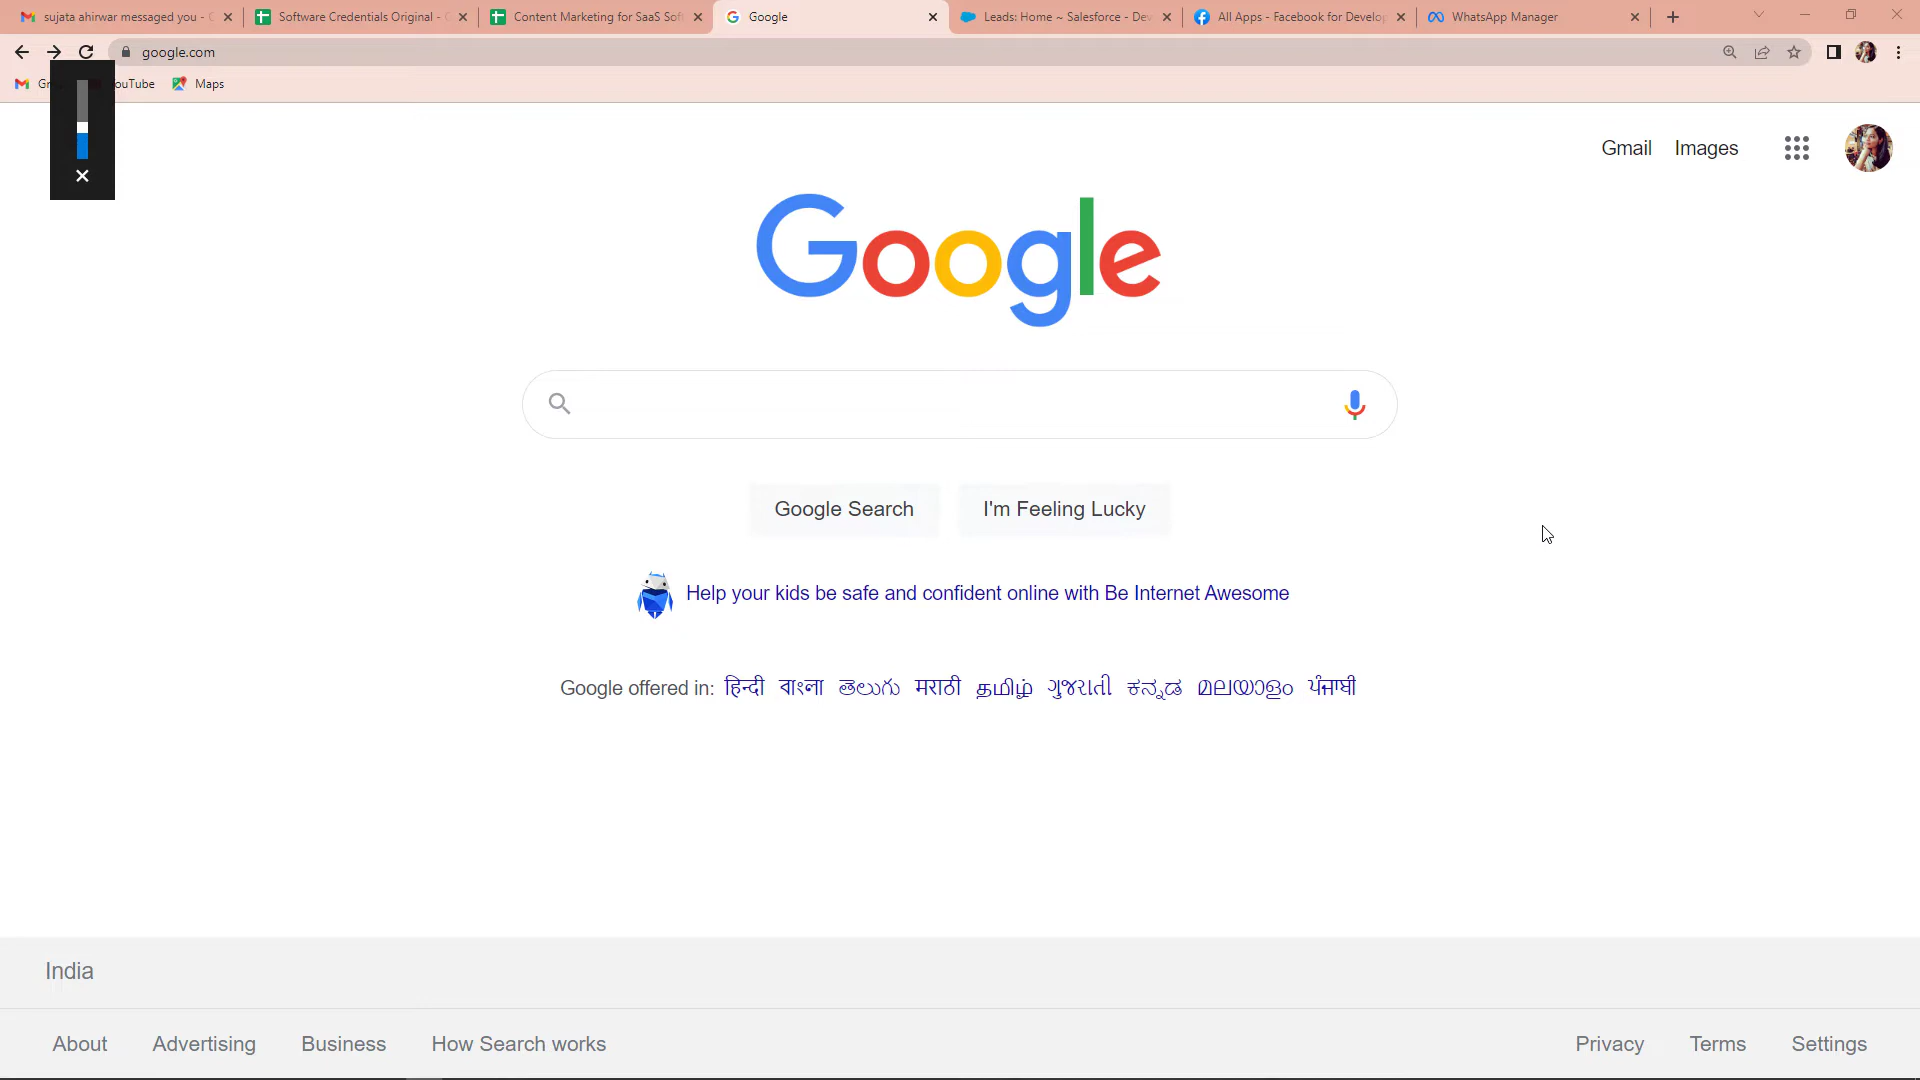 sujata ahirwar messaged you -
Software Credentials Original -
Content Marketing for SaaS Sof
Google
Leads: Home ~ Salesforce - Dev
All Apps - Facebook for Develop
WhatsApp Manager
google.com
ouTube
Maps
Gmail Images
Google
Google Search I'm Feeling Lucky
Help your kids be safe and confident online with Be Internet Awesome
Google offered in: हिन्दी বাংলা తెలుగు मराठी தமிழ் ગુજરાતી ಕನ್ನಡ മലയാളം ਪੰਜਾਬੀ
India
About Advertising Business How Search works Privacy Terms Settings